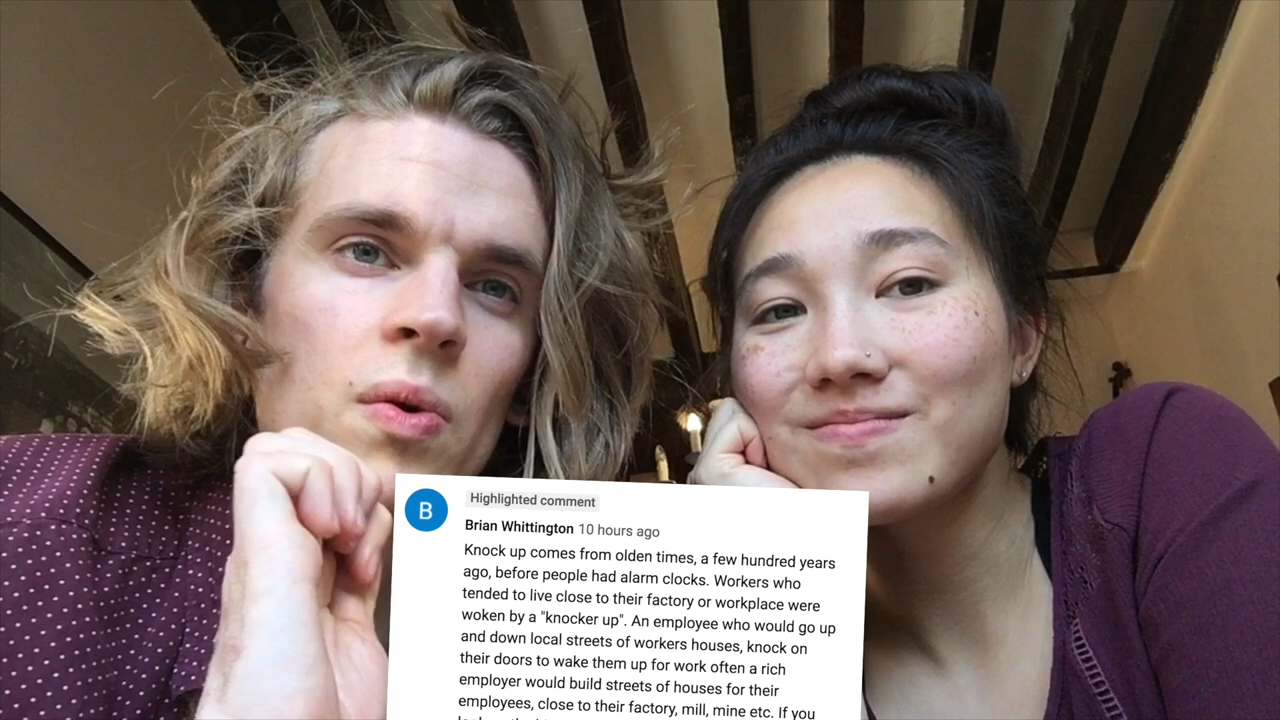 B
Highlighted comment
Brian Whittington 10 hours ago
Knock up comes from olden times, a few hundred years
ago, before people had alarm clocks. Workers who
tended to live close to their factory or workplace were
woken by a "knocker up". An employee who would go up
and down local streets of workers houses, knock on
their doors to wake them up for work often a rich
employer would build streets of houses for their
employees, close to their factory, mill, mine etc. If you